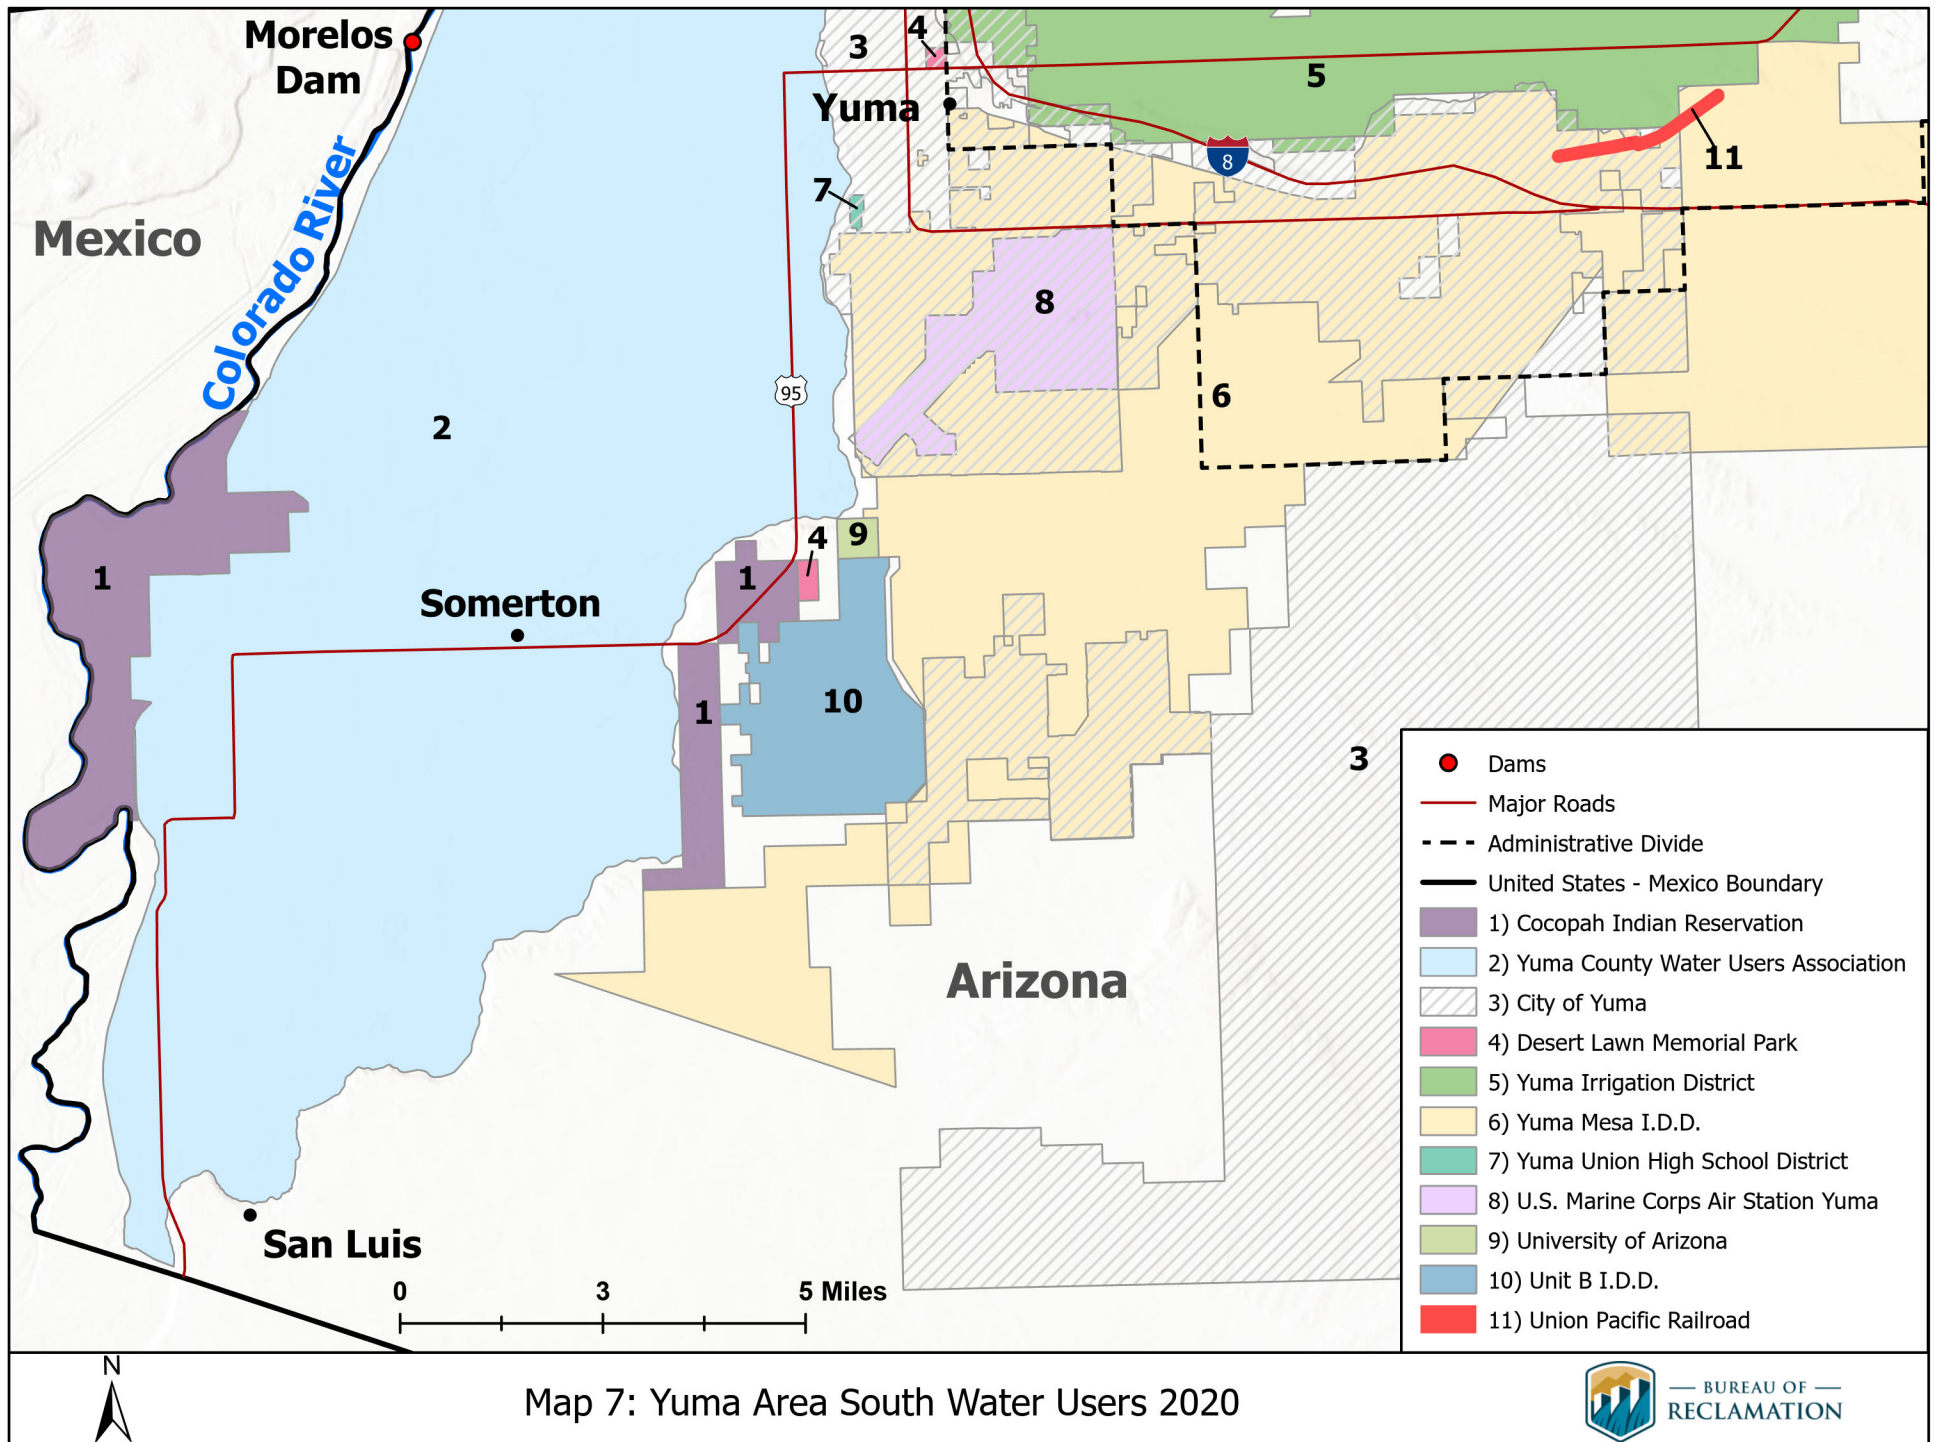 Morelos
Dam
3
4
5
Yuma
8
11
7
Colorado River
Mexico
8
95
6
2
4
9
1
1
Somerton
1
10
3
Arizona
San Luis
0
3
5 Miles
Dams
Major Roads
Administrative Divide
United States - Mexico Boundary
1) Cocopah Indian Reservation
2) Yuma County Water Users Association
3) City of Yuma
4) Desert Lawn Memorial Park
5) Yuma Irrigation District
6) Yuma Mesa I.D.D.
7) Yuma Union High School District
8) U.S. Marine Corps Air Station Yuma
9) University of Arizona
10) Unit B I.D.D.
11) Union Pacific Railroad
N
Map 7: Yuma Area South Water Users 2020
BUREAU OF
RECLAMATION